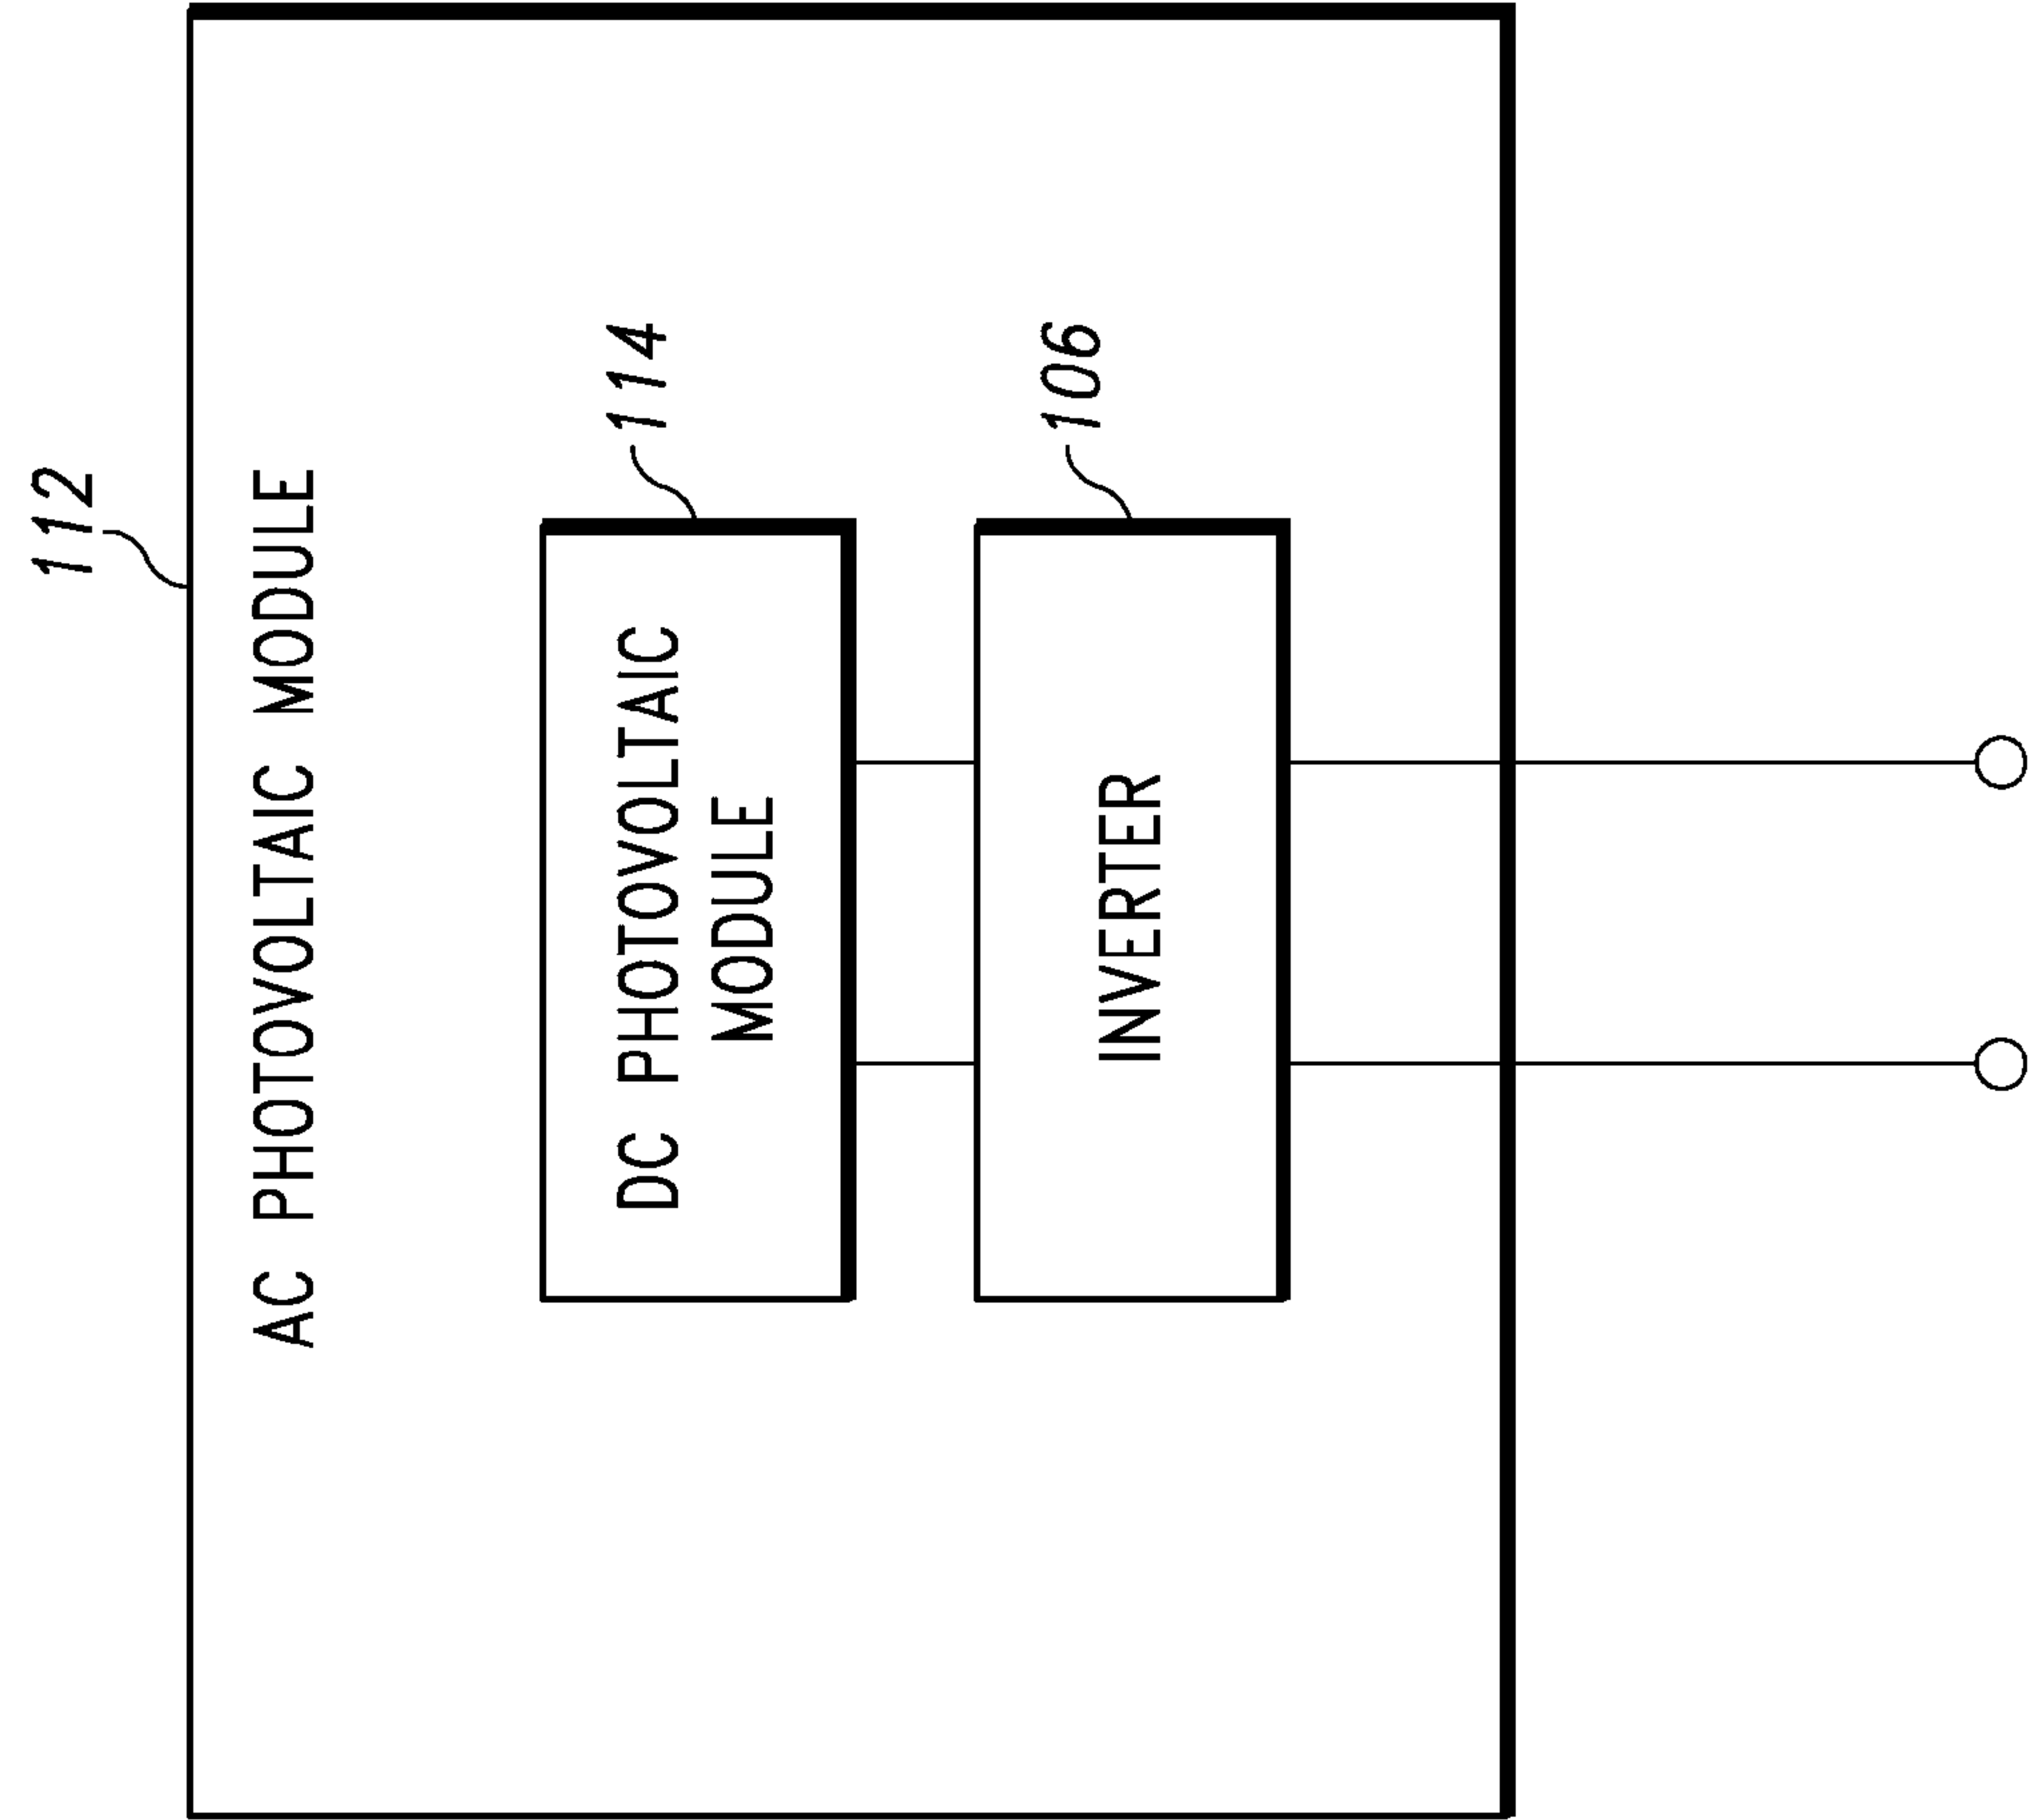 112
AC PHOTOVOLTAIC MODULE
114
DC PHOTOVOLTAIC
MODULE
106
INVERTER